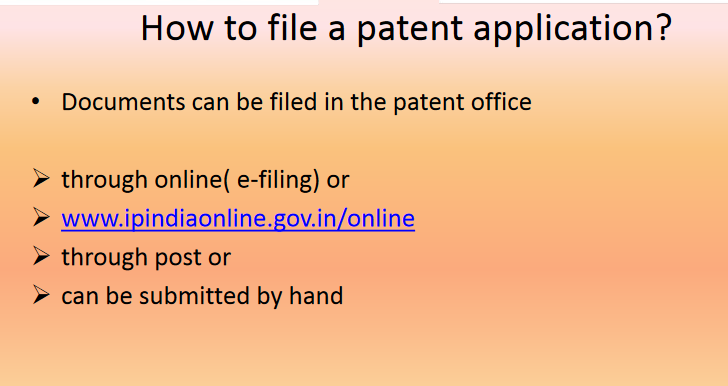 How to file a patent application?
• Documents can be filed in the patent office
➢ through online( e-filing) or
➢ www.ipindiaonline.gov.in/online
➢ through post or
➢ can be submitted by hand